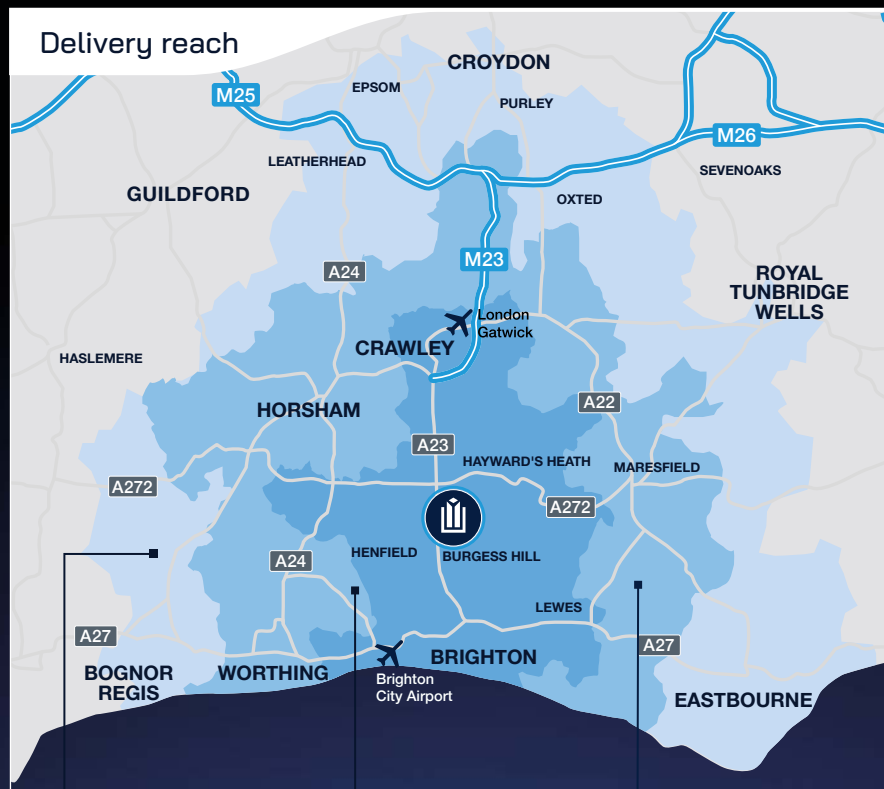 Delivery reach
CROYDON
EPSOM
M25
PURLEY
M26
LEATHERHEAD
SEVENOAKS
GUILDFORD
OXTED
M23
A24
ROYAL
TUNBRIDGE
WELLS
London
Gatwick
CRAWLEY
HASLEMERE
A22
HORSHAM
A23
HAYWARD'S HEATH
MARESFIELD
A272
A272
HENFIELD
BURGESS HILL
A24
LEWES
A27
A27
BRIGHTON
BOGNOR
REGIS
WORTHING
Brighton
City Airport
EASTBOURNE